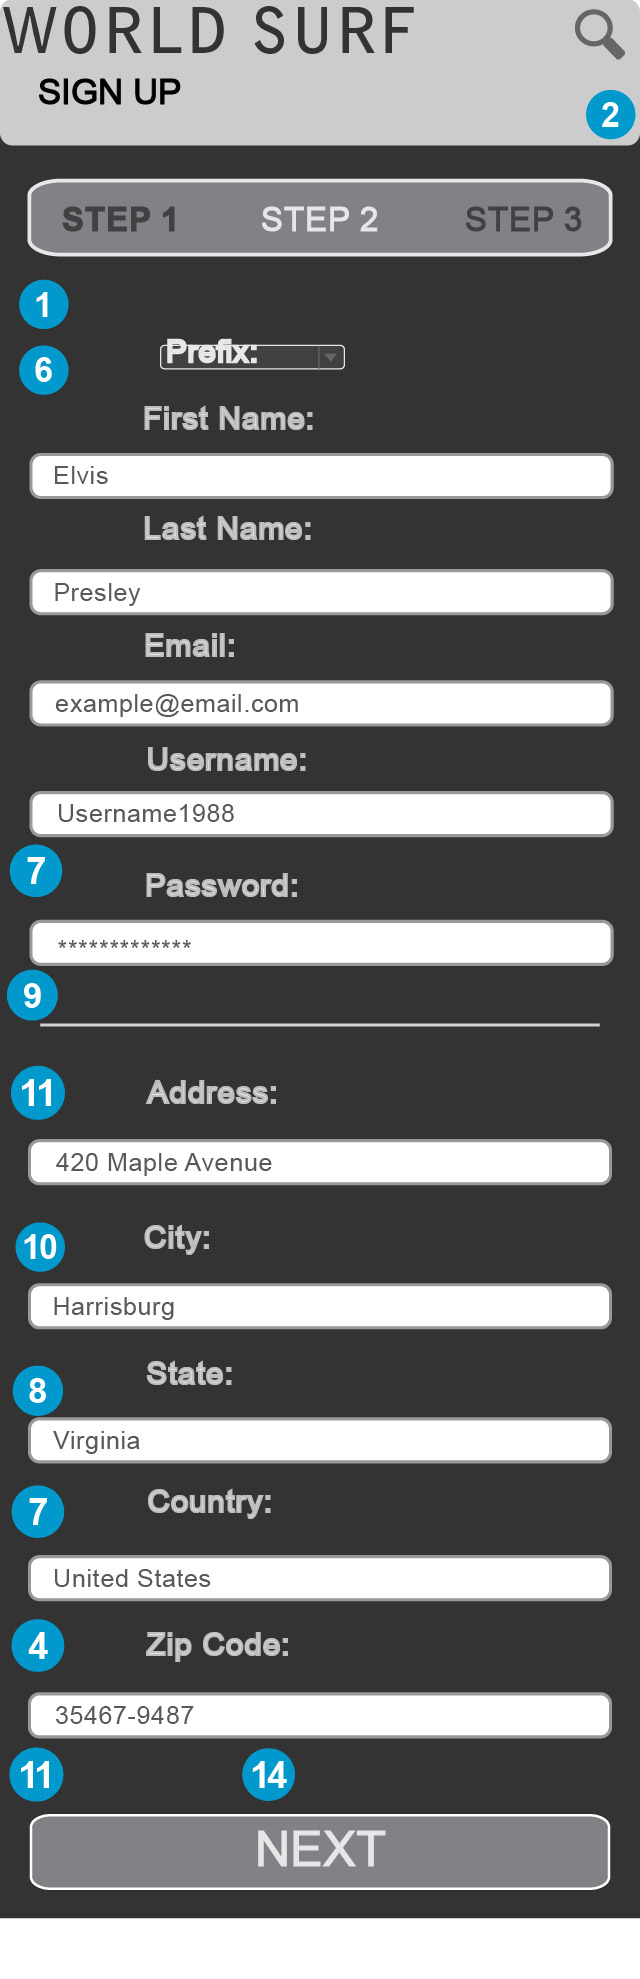 WORLD SURF
SIGN UP
2
STEP 1 STEP 2 STEP 3
1
Prefix:
6
First Name:
Elvis
Last Name:
Presley
Email:
example@email.com
Username:
Username1988
7 Password:
*************
9
11 Address:
420 Maple Avenue
10 City:
Harrisburg
8 State:
Virginia
7 Country:
United States
4 Zip Code:
35467-9487
11 14
NEXT